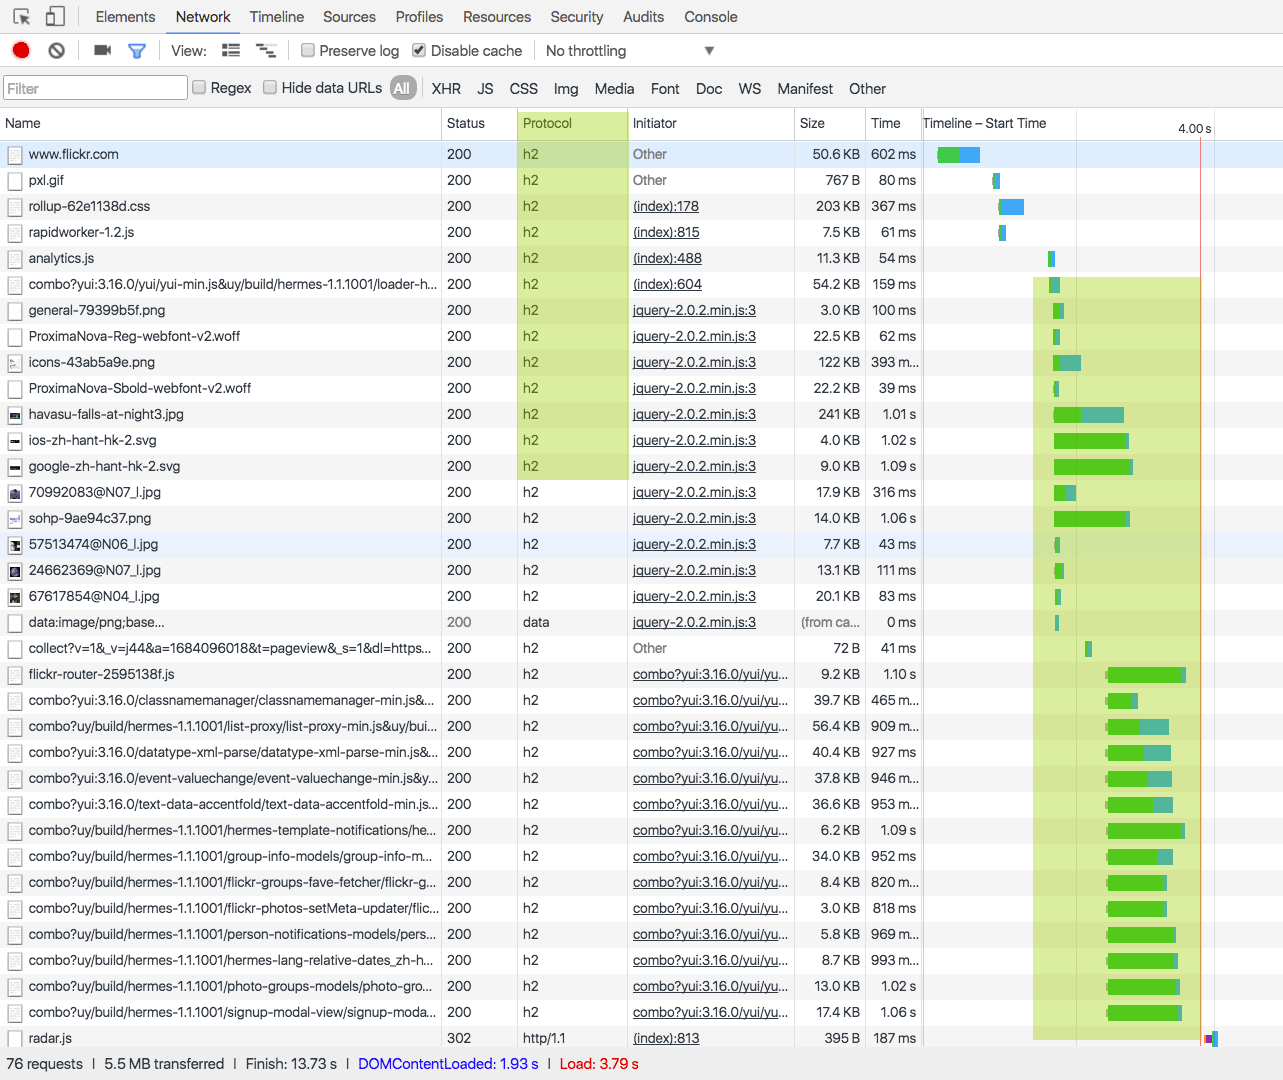 Elements Network Timeline Sources Profiles Resources Security Audits Console
View: Preserve log Disable cache No throttling
Filter Regex Hide data URLs All XHR JS CSS Img Media Font Doc WS Manifest Other
Name Status Protocol Initiator Size Time Timeline – Start Time 4.00 s
www.flickr.com 200 h2 Other 50.6 KB 602 ms
pxl.gif 200 h2 Other 767 B 80 ms
rollup-62e1138d.css 200 h2 (index):178 203 KB 367 ms
rapidworker-1.2.js 200 h2 (index):815 7.5 KB 61 ms
analytics.js 200 h2 (index):488 11.3 KB 54 ms
combo?yui:3.16.0/yui/yui-min.js&uy/build/hermes-1.1.1001/loader-h... 200 h2 (index):604 54.2 KB 159 ms
general-79399b5f.png 200 h2 jquery-2.0.2.min.js:3 3.0 KB 100 ms
ProximaNova-Reg-webfont-v2.woff 200 h2 jquery-2.0.2.min.js:3 22.5 KB 62 ms
icons-43ab5a9e.png 200 h2 jquery-2.0.2.min.js:3 122 KB 393 m...
ProximaNova-Sbold-webfont-v2.woff 200 h2 jquery-2.0.2.min.js:3 22.2 KB 39 ms
havasu-falls-at-night3.jpg 200 h2 jquery-2.0.2.min.js:3 241 KB 1.01 s
ios-zh-hant-hk-2.svg 200 h2 jquery-2.0.2.min.js:3 4.0 KB 1.02 s
google-zh-hant-hk-2.svg 200 h2 jquery-2.0.2.min.js:3 9.0 KB 1.09 s
70992083@N07_l.jpg 200 h2 jquery-2.0.2.min.js:3 17.9 KB 316 ms
sohp-9ae94c37.png 200 h2 jquery-2.0.2.min.js:3 14.0 KB 1.06 s
57513474@N06_l.jpg 200 h2 jquery-2.0.2.min.js:3 7.7 KB 43 ms
24662369@N07_l.jpg 200 h2 jquery-2.0.2.min.js:3 13.1 KB 111 ms
67617854@N04_l.jpg 200 h2 jquery-2.0.2.min.js:3 20.1 KB 83 ms
data:image/png;base... 200 data jquery-2.0.2.min.js:3 (from ca... 0 ms
collect?v=1&_v=j44&a=1684096018&t=pageview&_s=1&dl=https... 200 h2 Other 72 B 41 ms
flickr-router-2595138f.js 200 h2 combo?yui:3.16.0/yui/yu... 9.2 KB 1.10 s
combo?yui:3.16.0/classnamemanager/classnamemanager-min.js&... 200 h2 combo?yui:3.16.0/yui/yu... 39.7 KB 465 m...
combo?uy/build/hermes-1.1.1001/list-proxy/list-proxy-min.js&uy/bui... 200 h2 combo?yui:3.16.0/yui/yu... 56.4 KB 909 m...
combo?yui:3.16.0/datatype-xml-parse/datatype-xml-parse-min.js&... 200 h2 combo?yui:3.16.0/yui/yu... 40.4 KB 927 m...
combo?yui:3.16.0/event-valuechange/event-valuechange-min.js&y... 200 h2 combo?yui:3.16.0/yui/yu... 37.8 KB 946 m...
combo?yui:3.16.0/text-data-accentfold/text-data-accentfold-min.js... 200 h2 combo?yui:3.16.0/yui/yu... 36.6 KB 953 m...
combo?uy/build/hermes-1.1.1001/hermes-template-notifications/he... 200 h2 combo?yui:3.16.0/yui/yu... 6.2 KB 1.09 s
combo?uy/build/hermes-1.1.1001/group-info-models/group-info-m... 200 h2 combo?yui:3.16.0/yui/yu... 34.0 KB 952 m...
combo?uy/build/hermes-1.1.1001/flickr-groups-fave-fetcher/flickr-g... 200 h2 combo?yui:3.16.0/yui/yu... 8.4 KB 820 m...
combo?uy/build/hermes-1.1.1001/flickr-photos-setMeta-updater/flic... 200 h2 combo?yui:3.16.0/yui/yu... 3.0 KB 818 ms
combo?uy/build/hermes-1.1.1001/person-notifications-models/pers... 200 h2 combo?yui:3.16.0/yui/yu... 5.8 KB 969 m...
combo?uy/build/hermes-1.1.1001/hermes-lang-relative-dates_zh-h... 200 h2 combo?yui:3.16.0/yui/yu... 8.7 KB 993 m...
combo?uy/build/hermes-1.1.1001/photo-groups-models/photo-gro... 200 h2 combo?yui:3.16.0/yui/yu... 13.0 KB 1.02 s
combo?uy/build/hermes-1.1.1001/signup-modal-view/signup-moda... 200 h2 combo?yui:3.16.0/yui/yu... 17.4 KB 1.06 s
radar.js 302 http/1.1 (index):813 395 B 187 ms
76 requests | 5.5 MB transferred | Finish: 13.73 s | DOMContentLoaded: 1.93 s | Load: 3.79 s